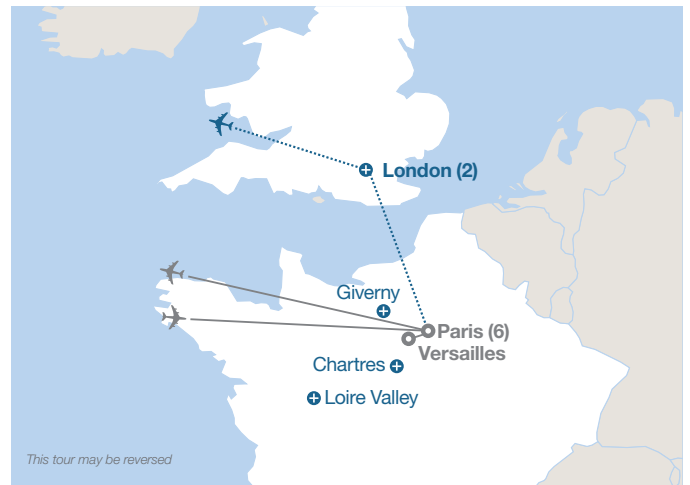 London (2)
Giverny
Paris (6)
Versailles
Chartres
Loire Valley
This tour may be reversed